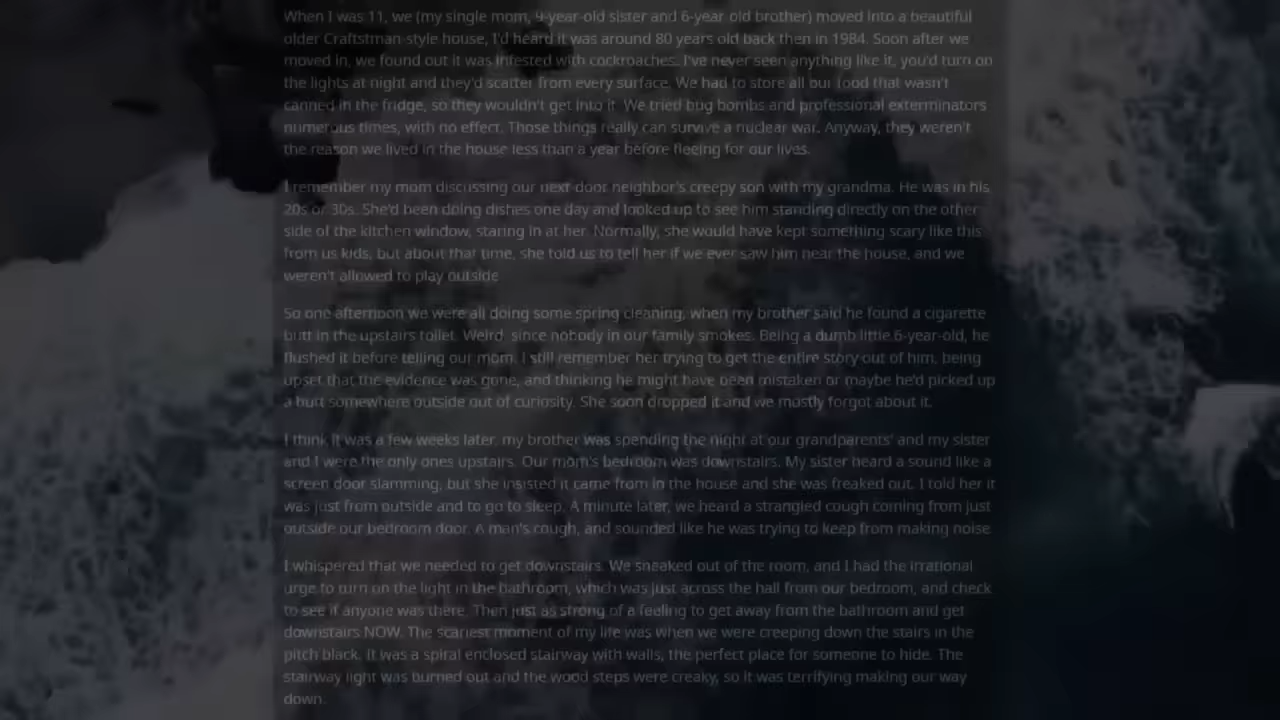 When I was 11, we (my single mom, 9-year-old sister and 6-year old brother) moved into a beautiful
older Craftstman-style house, I'd heard it was around 80 years old back then in 1984. Soon after we
moved in, we found out it was infested with cockroaches. I've never seen anything like it, you'd turn on
the lights at night and they'd scatter from every surface. We had to store all our food that wasn't
canned in the fridge, so they wouldn't get into it. We tried bug bombs and professional exterminators
numerous times, with no effect. Those things really can survive a nuclear war. Anyway, they weren't
the reason we lived in the house less than a year before fleeing for our lives.
I remember my mom discussing our next-door neighbor's creepy son with my grandma. He was in his
20s or 30s. She'd been doing dishes one day and looked up to see him standing directly on the other
side of the kitchen window, staring in at her. Normally, she would have kept something scary like this
from us kids, but about that time, she told us to tell her if we ever saw him near the house, and we
weren't allowed to play outside
So one afternoon we were all doing some spring cleaning, when my brother said he found a cigarette
butt in the upstairs toilet. Weird, since nobody in our family smokes. Being a dumb little 6-year-old, he
flushed it before telling our mom. I still remember her trying to get the entire story out of him, being
upset that the evidence was gone, and thinking he might have been mistaken or maybe he'd picked up
a butt somewhere outside out of curiosity. She soon dropped it and we mostly forgot about it.
I think it was a few weeks later, my brother was spending the night at our grandparents' and my sister
and I were the only ones upstairs. Our mom's bedroom was downstairs. My sister heard a sound like a
screen door slamming, but she insisted it came from in the house and she was freaked out. I told her it
was just from outside and to go to sleep. A minute later, we heard a strangled cough coming from just
outside our bedroom door. A man's cough, and sounded like he was trying to keep from making noise.
I whispered that we needed to get downstairs. We sneaked out of the room, and I had the irrational
urge to turn on the light in the bathroom, which was just across the hall from our bedroom, and check
to see if anyone was there. Then just as strong of a feeling to get away from the bathroom and get
downstairs NOW. The scariest moment of my life was when we were creeping down the stairs in the
pitch black. It was a spiral enclosed stairway with walls, the perfect place for someone to hide. The
stairway light was burned out and the wood steps were creaky, so it was terrifying making our way
down.